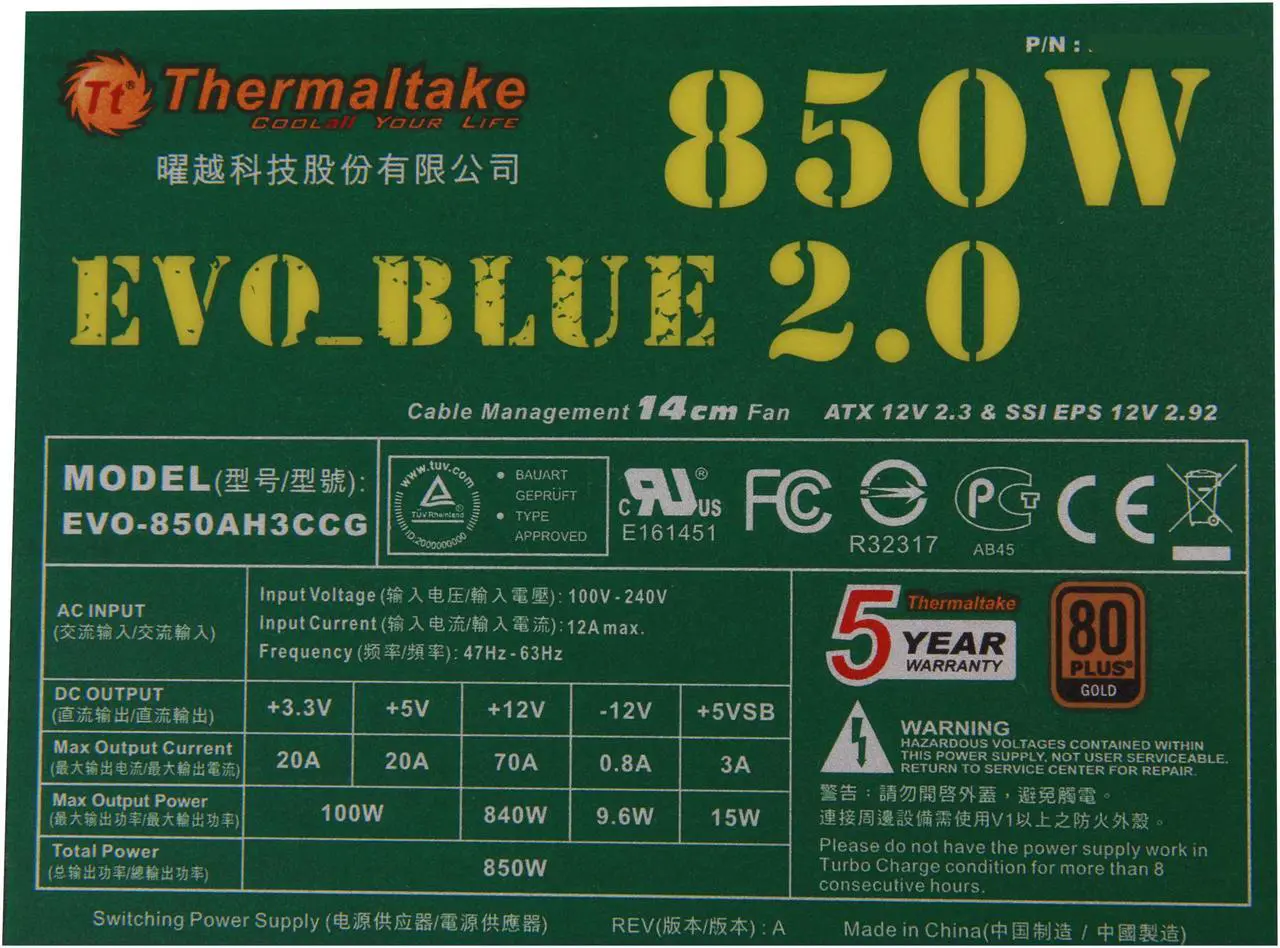 P/N :
Tt® Thermaltake
COOLall YOUR LIFE
曜越科技股份有限公司
850W
EVO_BLUE 2.0
Cable Management 14cm Fan ATX 12V 2.3 & SSI EPS 12V 2.92
MODEL(型号/型號):
EVO-850AH3CCG
www.tuv.com
TÜVRheinland®
ID:2000000000
• BAUART
GEPRÜFT
• TYPE
APPROVED
c RU® US
E161451
FCC
R32317
PCT
AB45
CE
AC INPUT
(交流输入/交流輸入)
Input Voltage (输入电压/輸入電壓): 100V - 240V
Input Current (输入电流/輸入電流): 12A max.
Frequency (频率/頻率): 47Hz - 63Hz
DC OUTPUT
(直流输出/直流輸出)
+3.3V +5V +12V -12V +5VSB
Max Output Current
(最大输出电流/最大輸出電流)
20A 20A 70A 0.8A 3A
Max Output Power
(最大输出功率/最大輸出功率)
100W 840W 9.6W 15W
Total Power
(总输出功率/總輸出功率)
850W
Thermaltake
5 YEAR
WARRANTY
80
PLUS®
GOLD
WARNING
HAZARDOUS VOLTAGES CONTAINED WITHIN
THIS POWER SUPPLY, NOT USER SERVICEABLE.
RETURN TO SERVICE CENTER FOR REPAIR.
警告：請勿開啓外蓋，避免觸電。
連接周邊設備需使用V1以上之防火外殼。
Please do not have the power supply work in
Turbo Charge condition for more than 8
consecutive hours.
Switching Power Supply (电源供应器/電源供應器) REV(版本/版本) : A Made in China(中国制造 / 中國製造)